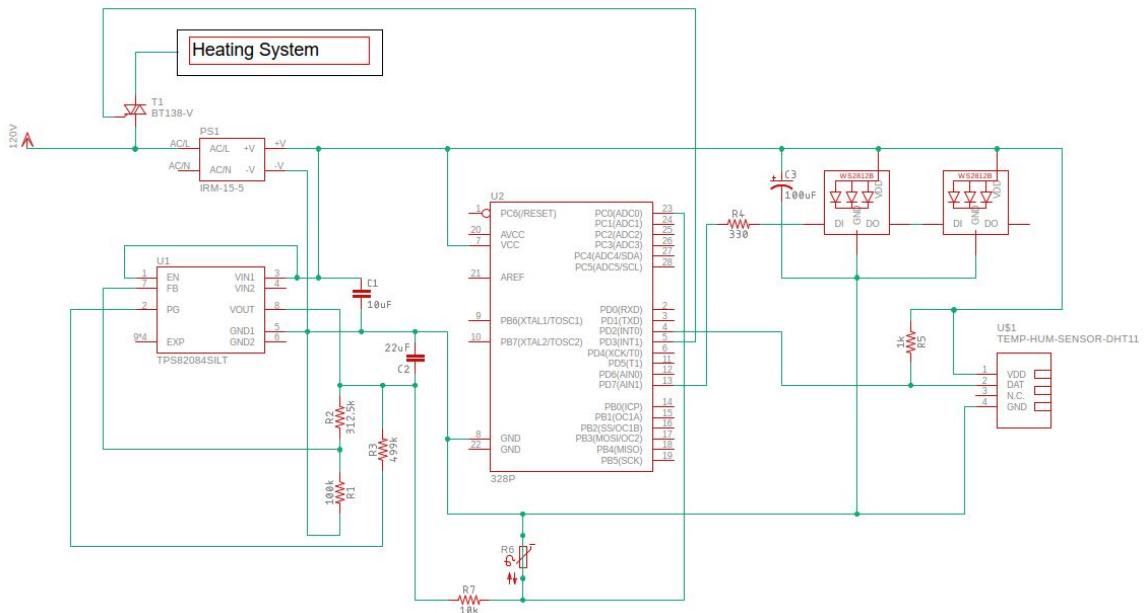 Heating System
T1
BT138-V
120V
PS1
AC/L AC/L +V +V
AC/N AC/N -V -V
IRM-15-5
U1
1 EN VIN1 3
7 FB VIN2 4
2 PG VOUT 8
GND1 5
9*4 EXP GND2 6
TPS82084SILT
C1
10uF
22uF
C2
R2
312.5k
R3
499k
100k
R1
U2
1 PC6(/RESET) PC0(ADC0) 23
PC1(ADC1) 24
20 AVCC PC2(ADC2) 25
7 VCC PC3(ADC3) 26
PC4(ADC4/SDA) 27
PC5(ADC5/SCL) 28
21 AREF
PD0(RXD) 2
9 PB6(XTAL1/TOSC1) PD1(TXD) 3
PD2(INT0) 4
10 PB7(XTAL2/TOSC2) PD3(INT1) 5
PD4(XCK/T0) 6
PD5(T1) 11
PD6(AIN0) 12
PD7(AIN1) 13
PB0(ICP) 14
PB1(OC1A) 15
PB2(SS/OC1B) 16
8 GND PB3(MOSI/OC2) 17
22 GND PB4(MISO) 18
PB5(SCK) 19
328P
R6
R7
10k
C3
+
100uF
R4
330
WS2812B
VDD
GND
DI DO
WS2812B
VDD
GND
DI DO
1k
R5
U$1
TEMP-HUM-SENSOR-DHT11
1 VDD
2 DAT
3 N.C.
4 GND